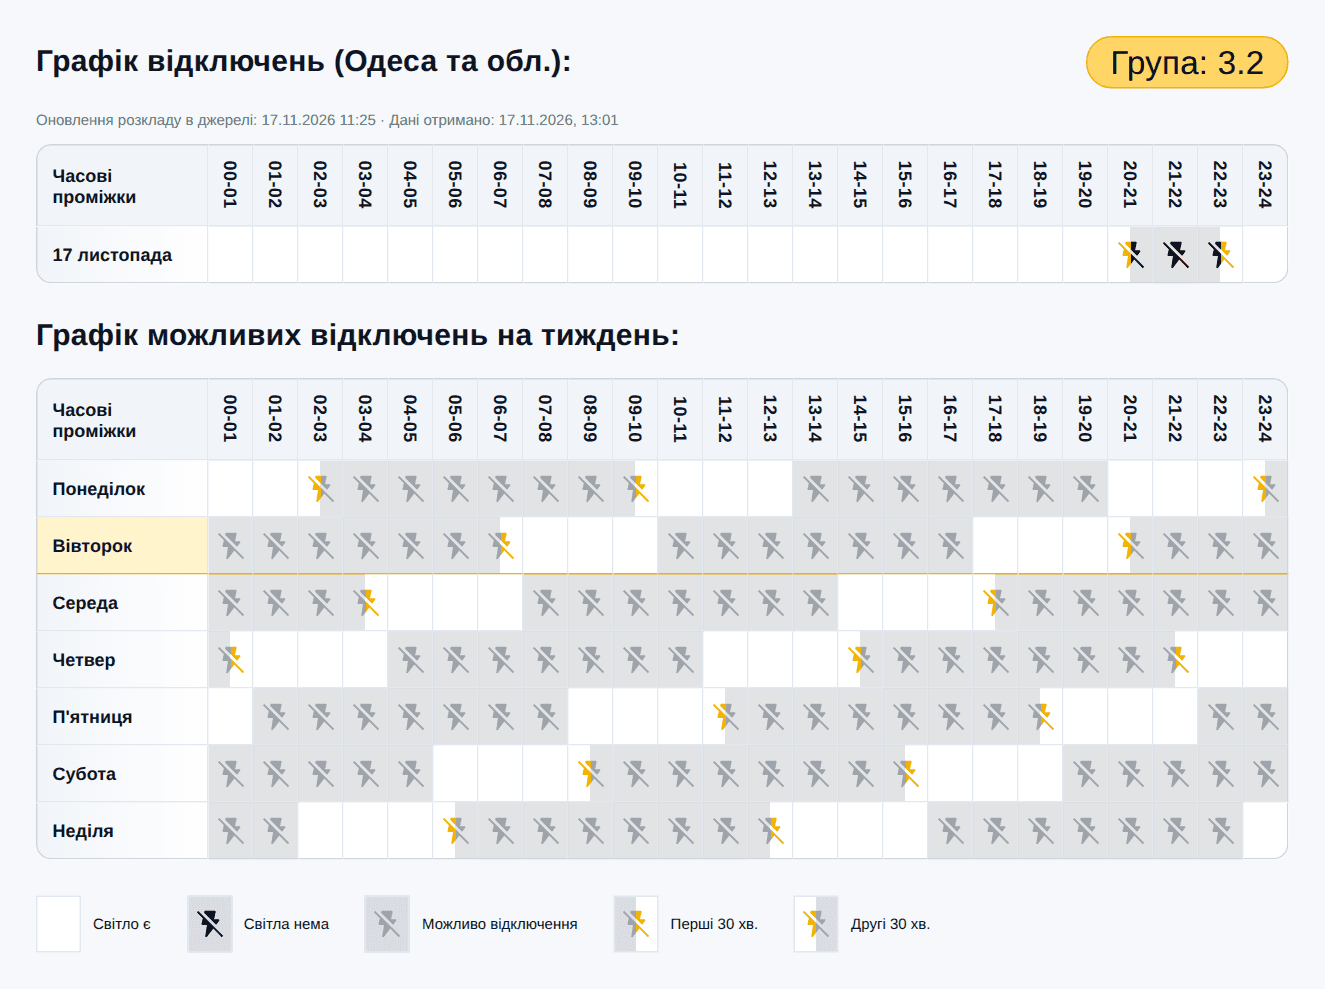 Графік відключень (Одеса та обл.):
Група: 3.2
Оновлення розкладу в джерелі: 17.11.2026 11:25 · Дані отримано: 17.11.2026, 13:01
Часові
проміжки
00-01 01-02 02-03 03-04 04-05 05-06 06-07 07-08 08-09 09-10 10-11 11-12 12-13 13-14 14-15 15-16 16-17 17-18 18-19 19-20 20-21 21-22 22-23 23-24
17 листопада
Графік можливих відключень на тиждень:
Часові
проміжки
00-01 01-02 02-03 03-04 04-05 05-06 06-07 07-08 08-09 09-10 10-11 11-12 12-13 13-14 14-15 15-16 16-17 17-18 18-19 19-20 20-21 21-22 22-23 23-24
Понеділок
Вівторок
Середа
Четвер
П'ятниця
Субота
Неділя
Світло є
Світла нема
Можливо відключення
Перші 30 хв.
Другі 30 хв.